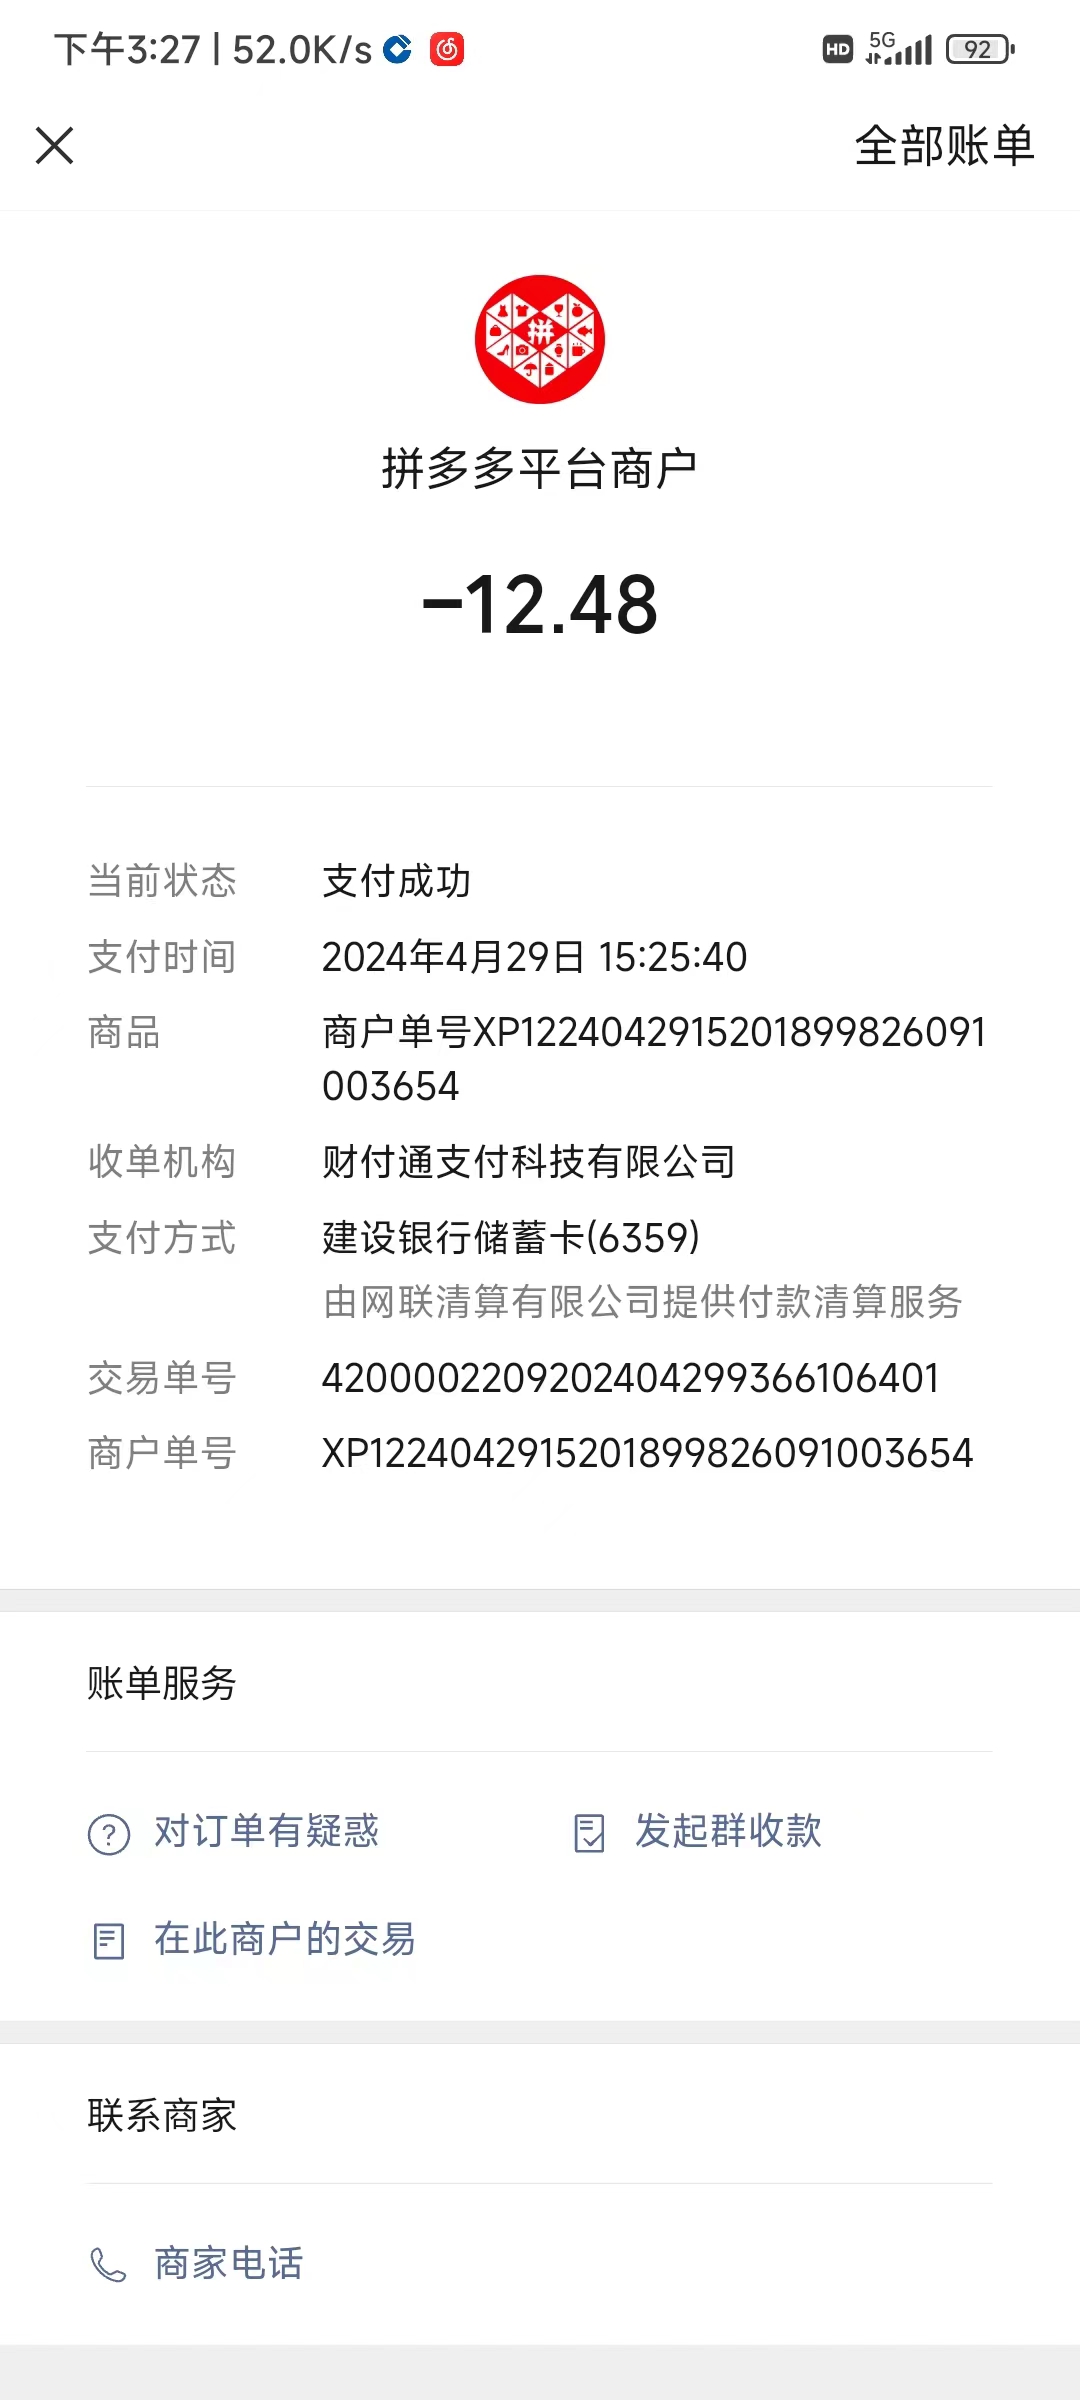 下午3:27 | 52.0K/s
HD 5G 92
全部账单
拼
拼多多平台商户
-12.48
当前状态 支付成功
支付时间 2024年4月29日 15:25:40
商品 商户单号XP1224042915201899826091
003654
收单机构 财付通支付科技有限公司
支付方式 建设银行储蓄卡(6359)
由网联清算有限公司提供付款清算服务
交易单号 4200002209202404299366106401
商户单号 XP1224042915201899826091003654
账单服务
对订单有疑惑 发起群收款
在此商户的交易
联系商家
商家电话